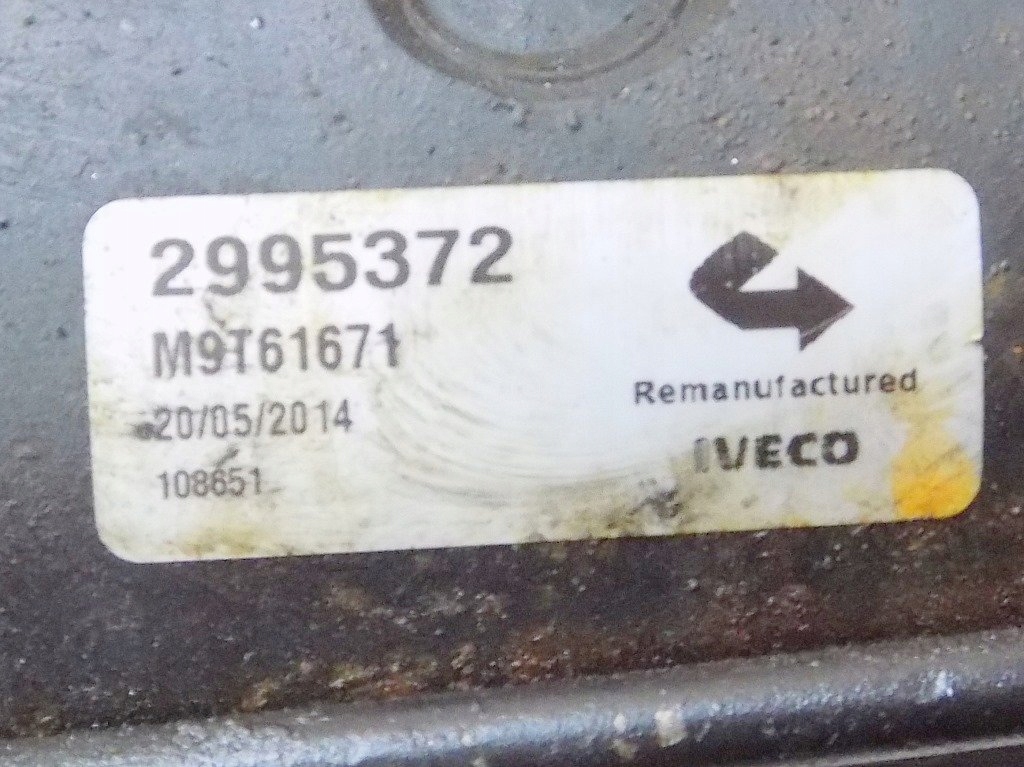 2995372
M9T61671
20/05/2014
108651
Remanufactured
IVECO